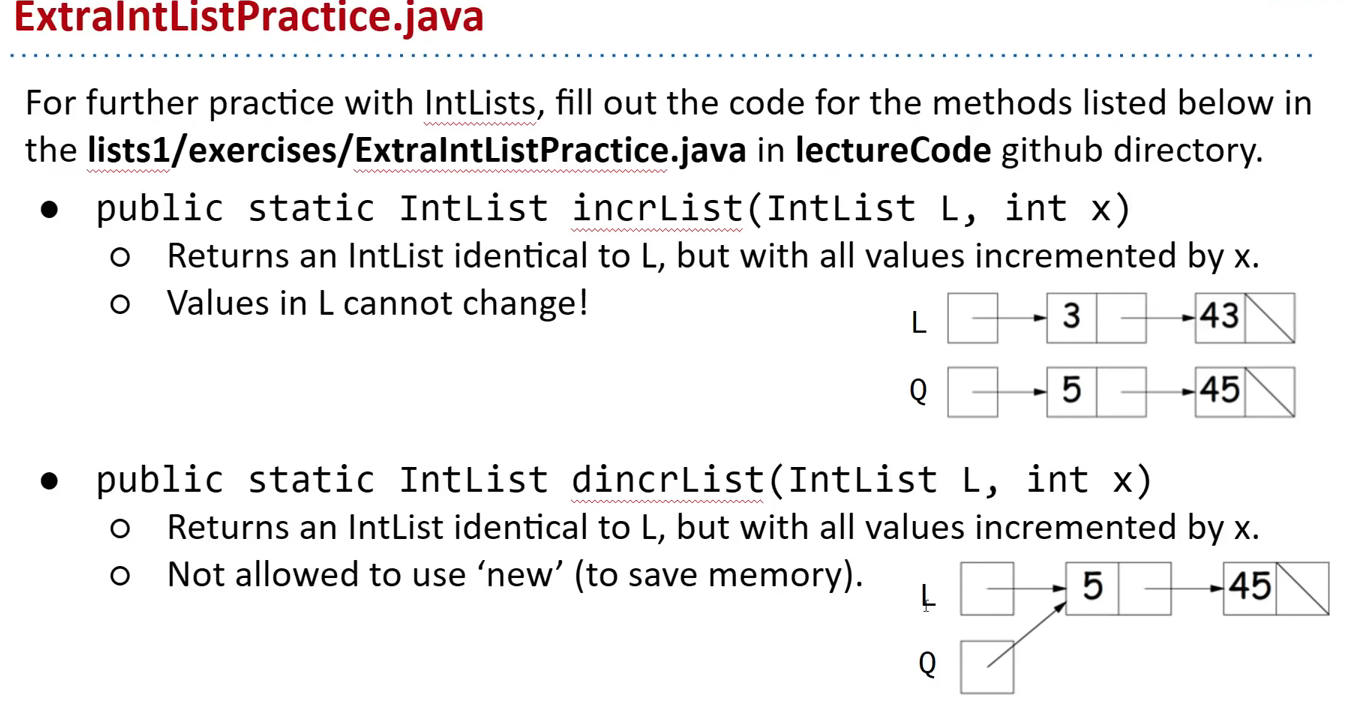 ExtraIntListPractice.java
For further practice with IntLists, fill out the code for the methods listed below in
the lists1/exercises/ExtraIntListPractice.java in lectureCode github directory.
● public static IntList incrList(IntList L, int x)
○ Returns an IntList identical to L, but with all values incremented by x.
○ Values in L cannot change!
L 3 43
Q 5 45
● public static IntList dincrList(IntList L, int x)
○ Returns an IntList identical to L, but with all values incremented by x.
○ Not allowed to use ‘new’ (to save memory).
L 5 45
Q